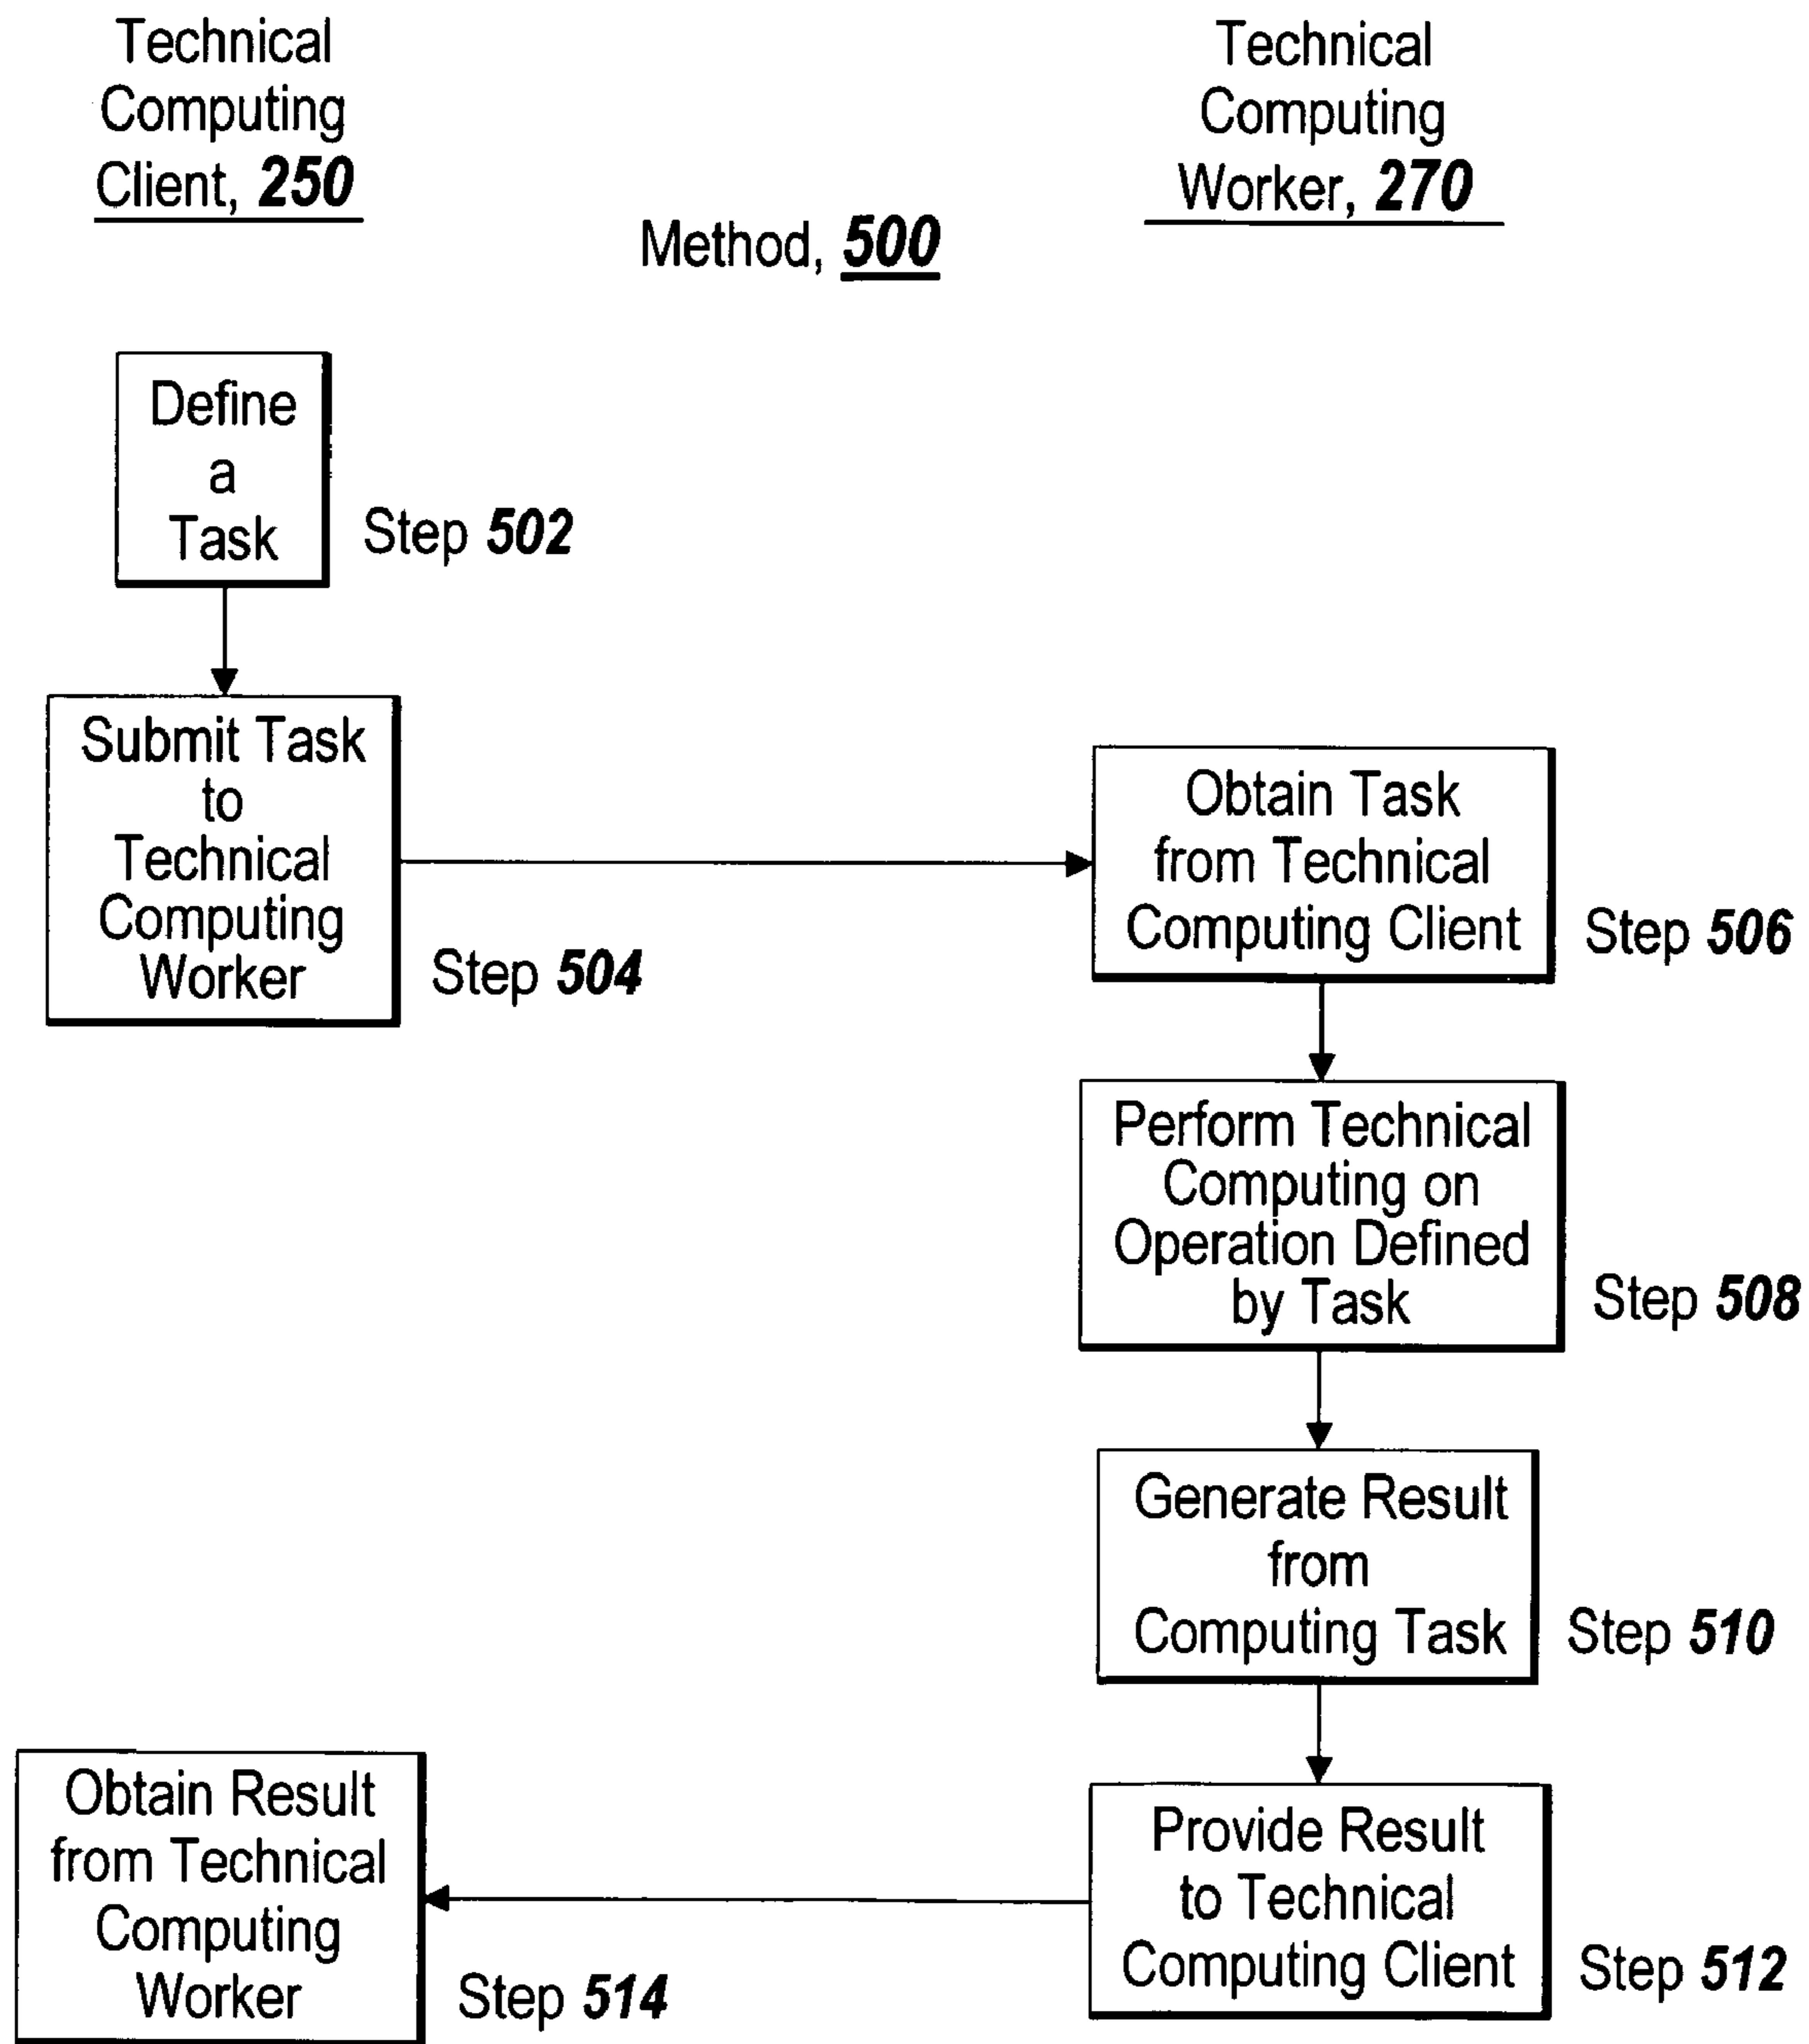 Technical
Computing
Client, 250
Technical
Computing
Worker, 270
Method, 500
Define
a
Task
Step 502
Submit Task
to
Technical
Computing
Worker
Step 504
Obtain Task
from Technical
Computing Client
Step 506
Perform Technical
Computing on
Operation Defined
by Task
Step 508
Generate Result
from
Computing Task
Step 510
Provide Result
to Technical
Computing Client
Step 512
Obtain Result
from Technical
Computing
Worker
Step 514